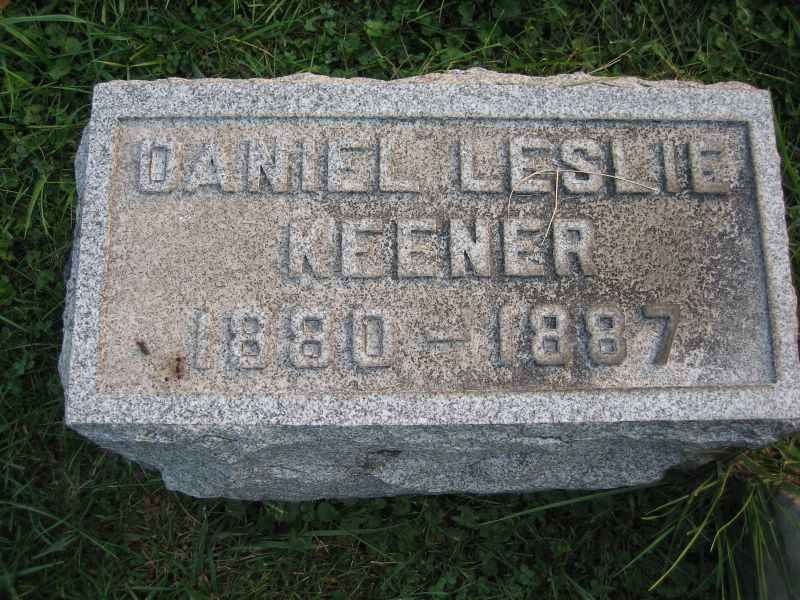 DANIEL LESLIE
KEENER
1880 - 1887